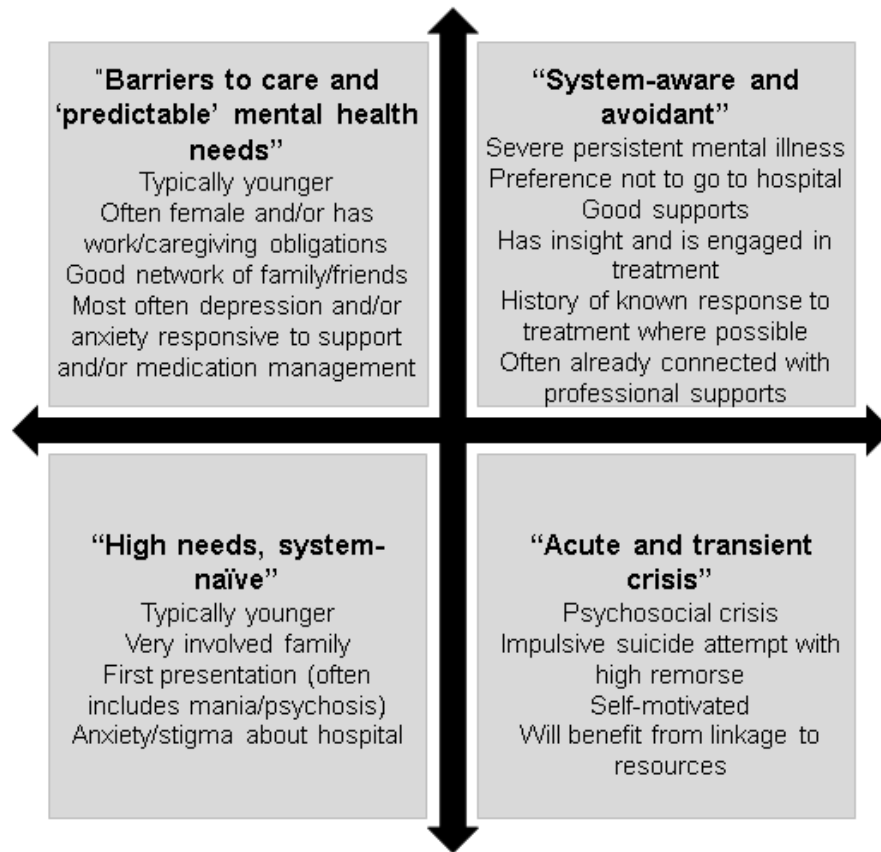 "Barriers to care and
‘predictable’ mental health
needs”
Typically younger
Often female and/or has
work/caregiving obligations
Good network of family/friends
Most often depression and/or
anxiety responsive to support
and/or medication management
“System-aware and
avoidant”
Severe persistent mental illness
Preference not to go to hospital
Good supports
Has insight and is engaged in
treatment
History of known response to
treatment where possible
Often already connected with
professional supports
“High needs, system-
naïve”
Typically younger
Very involved family
First presentation (often
includes mania/psychosis)
Anxiety/stigma about hospital
“Acute and transient
crisis”
Psychosocial crisis
Impulsive suicide attempt with
high remorse
Self-motivated
Will benefit from linkage to
resources